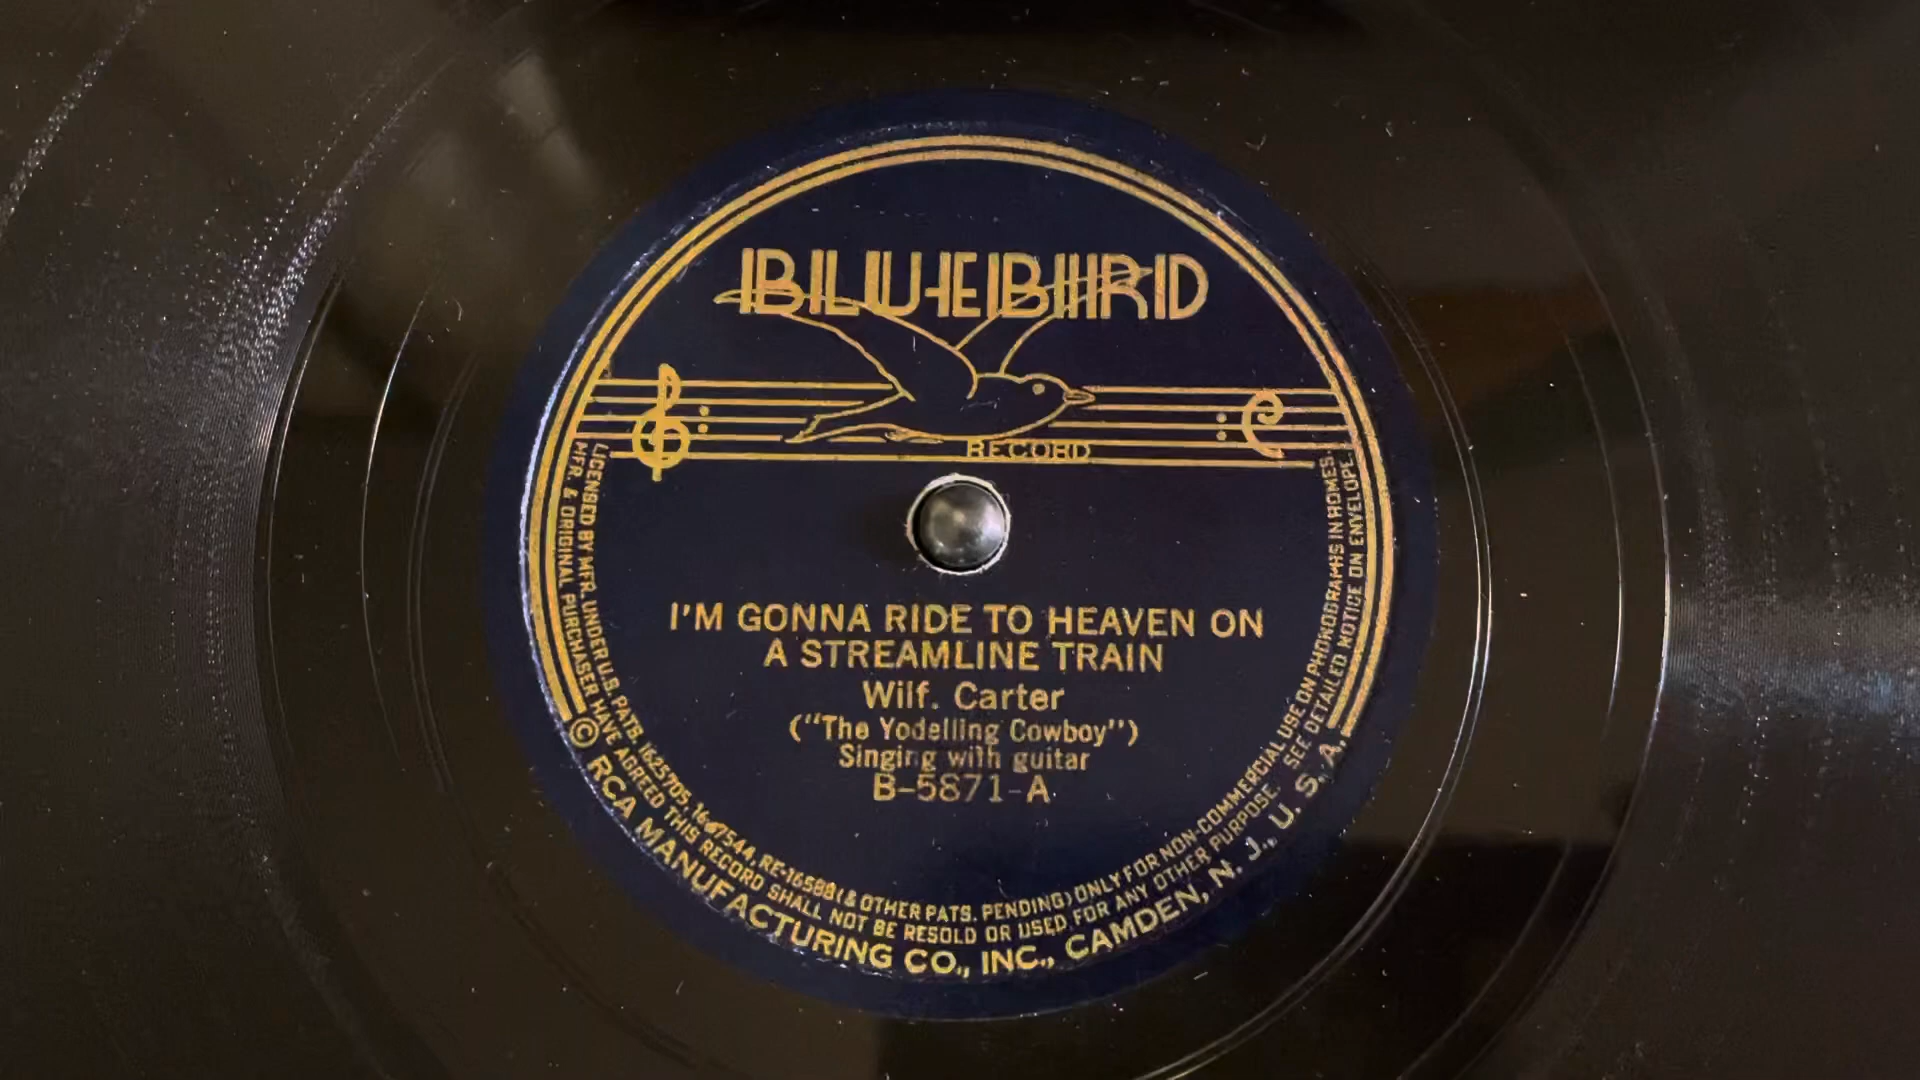 BLUEBIRD
RECORD
I'M GONNA RIDE TO HEAVEN ON
A STREAMLINE TRAIN
Wilf. Carter
("The Yodelling Cowboy")
Singing with guitar
B-5871-A
LICENSED BY MFR. UNDER U.S. PATS. 1625705, 1637544, RE-16588 (& OTHER PATS. PENDING) ONLY FOR NON-COMMERCIAL USE ON PHONOGRAPHS IN HOMES.
MFR. & ORIGINAL PURCHASER HAVE AGREED THIS RECORD SHALL NOT BE RESOLD OR USED FOR ANY OTHER PURPOSE. SEE DETAILED NOTICE ON ENVELOPE.
© RCA MANUFACTURING CO., INC., CAMDEN, N. J., U. S. A.